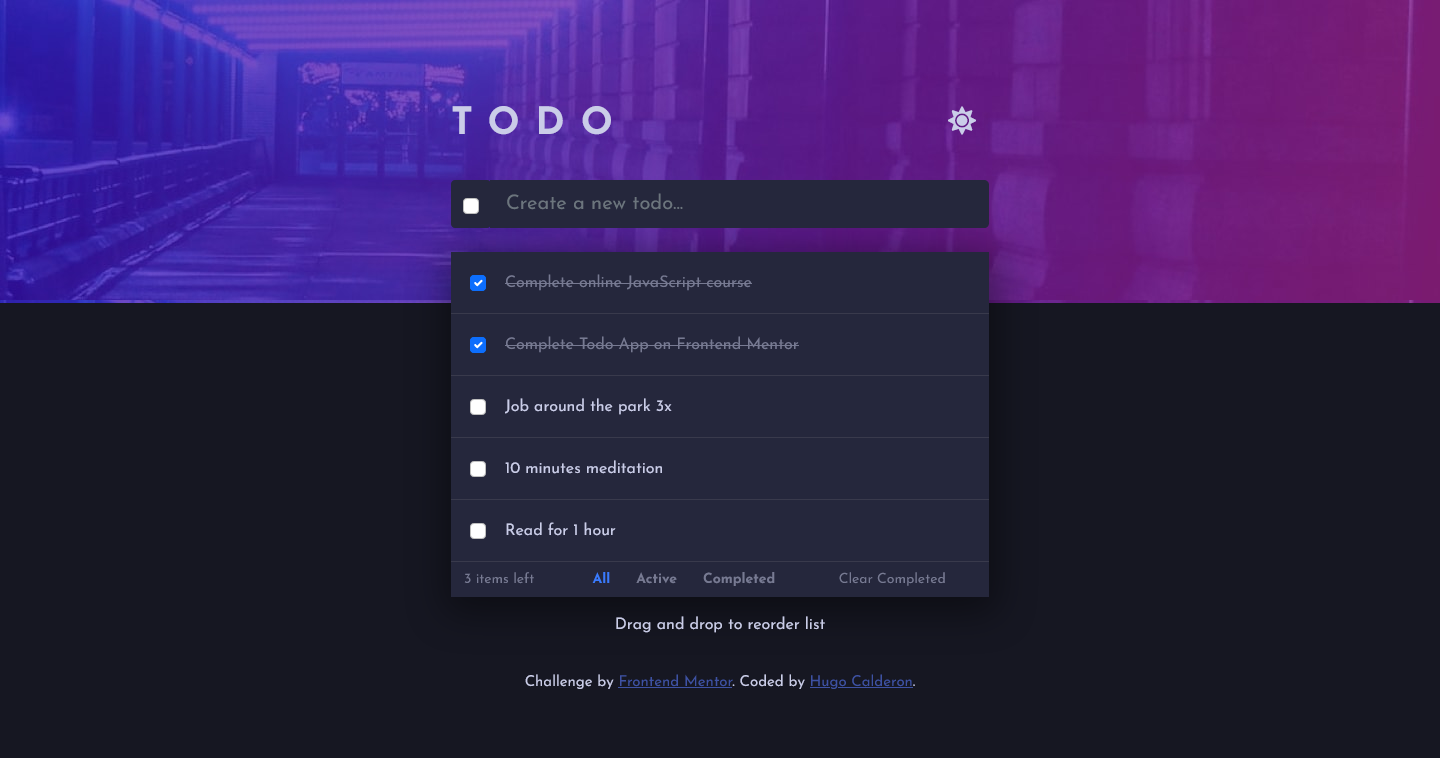 TODO
Create a new todo...
Complete online JavaScript course
Complete Todo App on Frontend Mentor
Job around the park 3x
10 minutes meditation
Read for 1 hour
3 items left All Active Completed Clear Completed
Drag and drop to reorder list
Challenge by Frontend Mentor. Coded by Hugo Calderon.